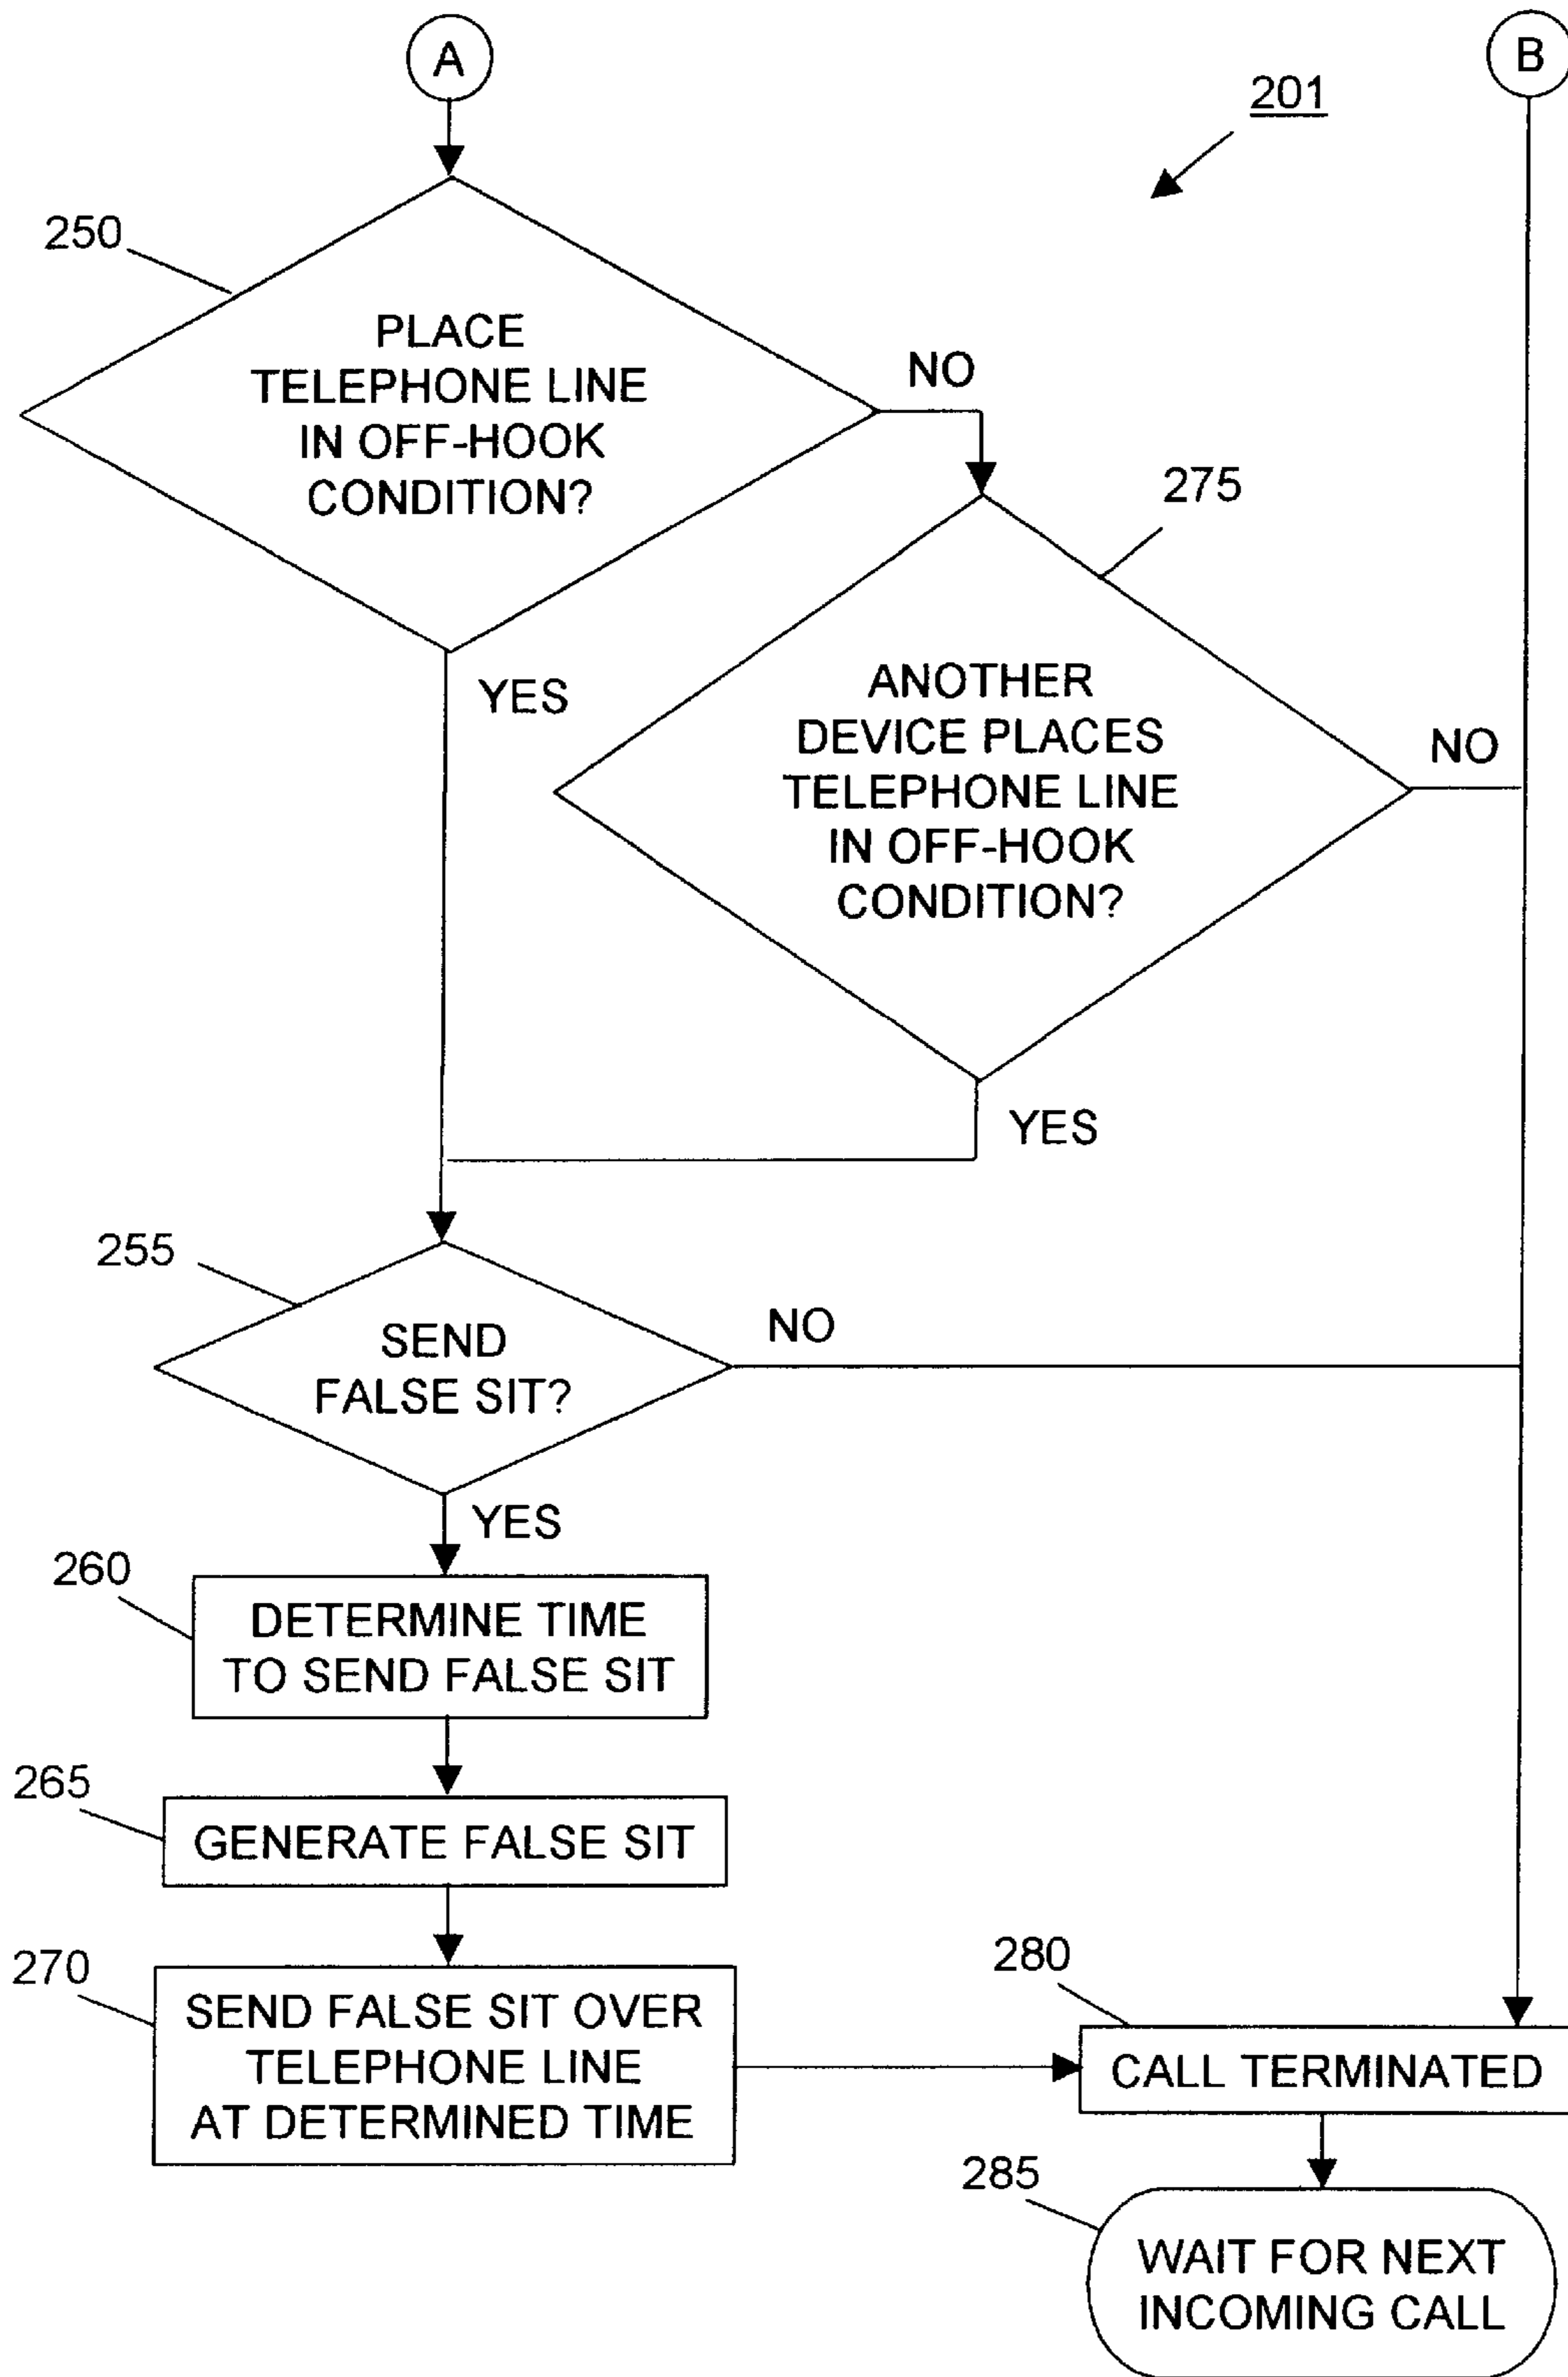 A
B
201
250
PLACE
TELEPHONE LINE
IN OFF-HOOK
CONDITION?
NO
275
YES
ANOTHER
DEVICE PLACES
TELEPHONE LINE
IN OFF-HOOK
CONDITION?
NO
YES
255
SEND
FALSE SIT?
NO
YES
260
DETERMINE TIME
TO SEND FALSE SIT
265
GENERATE FALSE SIT
270
SEND FALSE SIT OVER
TELEPHONE LINE
AT DETERMINED TIME
280
CALL TERMINATED
285
WAIT FOR NEXT
INCOMING CALL